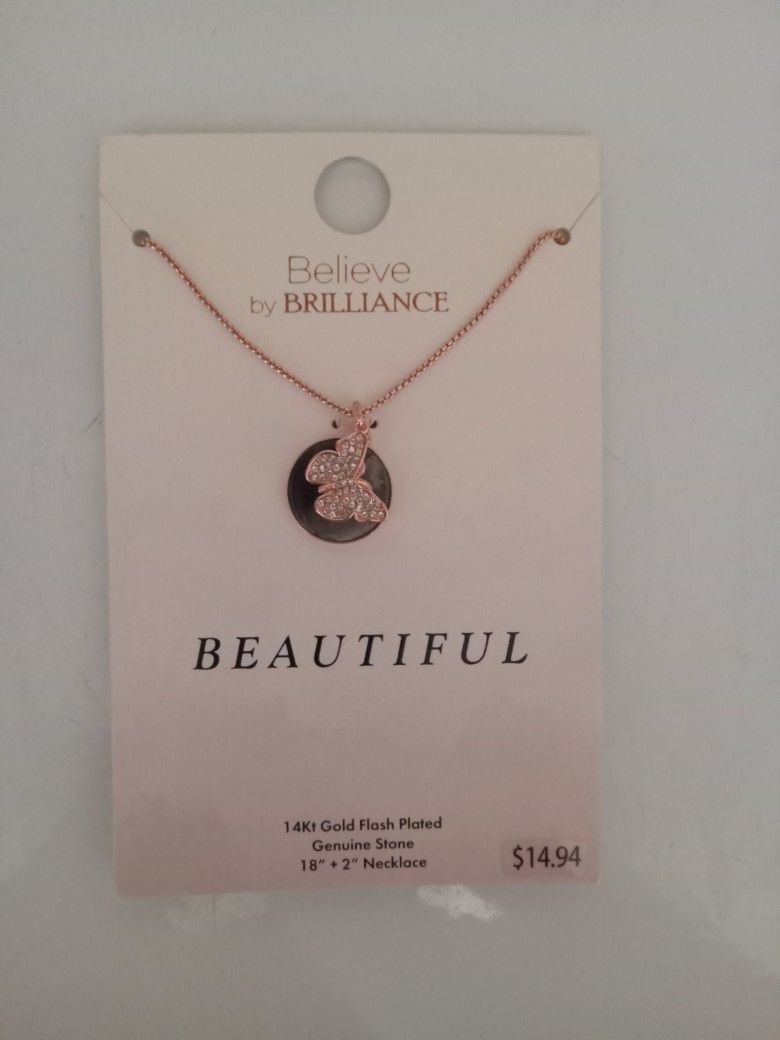 Believe
by BRILLIANCE
BEAUTIFUL
14Kt Gold Flash Plated
Genuine Stone
18" + 2" Necklace
$14.94